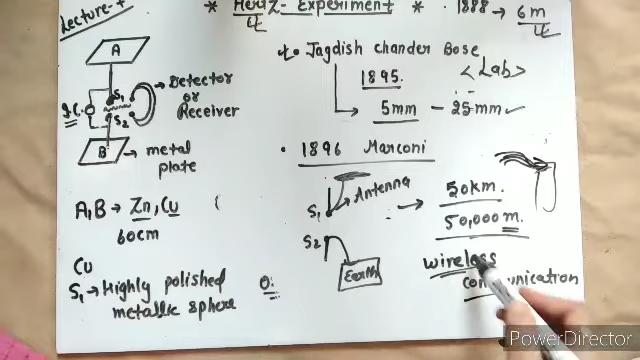 Lecture-
* Hertz-Experiment *
1888 → 6m
A
Jagdish chander Bose
1895.
<Lab>
5mm - 25mm ✓
S1
S2
→ Detector
or
Receiver
B
→ metal
plate
• 1896 Marconi
A,B → Zn, Cu (
60cm
S1
Antenna
→ 50km.
50,000 m.
S2
Earth
wireless
communication
Cu
S1 → Highly polished
metallic sphere
PowerDirector